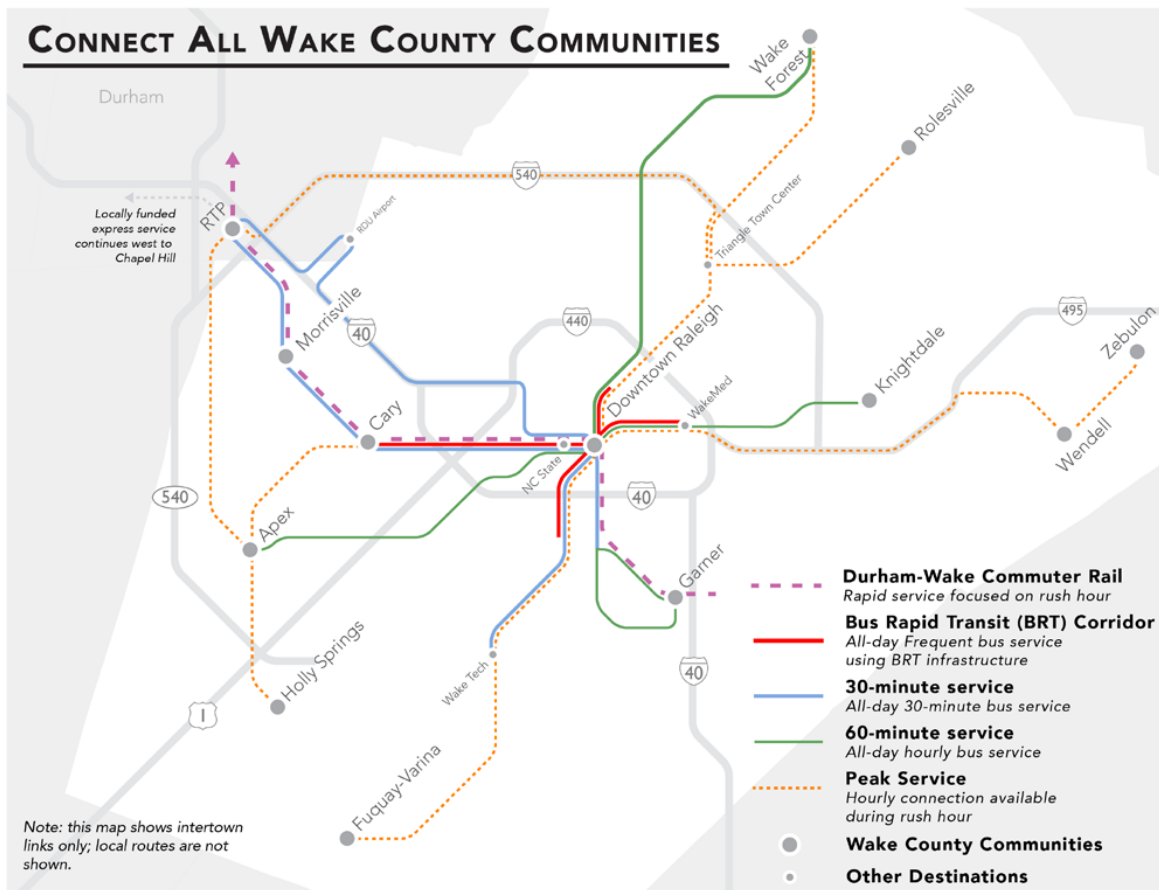 CONNECT ALL WAKE COUNTY COMMUNITIES
Durham
Wake
Forest
Rolesville
540
Triangle Town Center
Locally funded
express service
continues west to
Chapel Hill
RTP
RDU Airport
Morrisville
40
440
Downtown Raleigh
495
Zebulon
Knightdale
Cary
WakeMed
Wendell
NC State
540
40
Apex
Garner
Holly Springs
Wake Tech
40
1
Fuquay-Varina
Durham-Wake Commuter Rail
Rapid service focused on rush hour
Bus Rapid Transit (BRT) Corridor
All-day Frequent bus service
using BRT infrastructure
30-minute service
All-day 30-minute bus service
60-minute service
All-day hourly bus service
Peak Service
Hourly connection available
during rush hour
Wake County Communities
Other Destinations
Note: this map shows intertown
links only; local routes are not
shown.